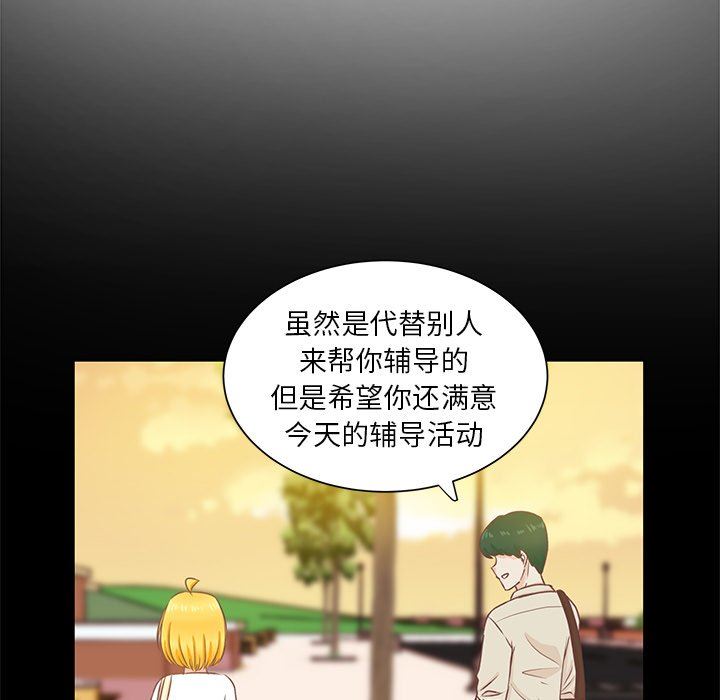 虽然是代替别人
来帮你辅导的
但是希望你还满意
今天的辅导活动